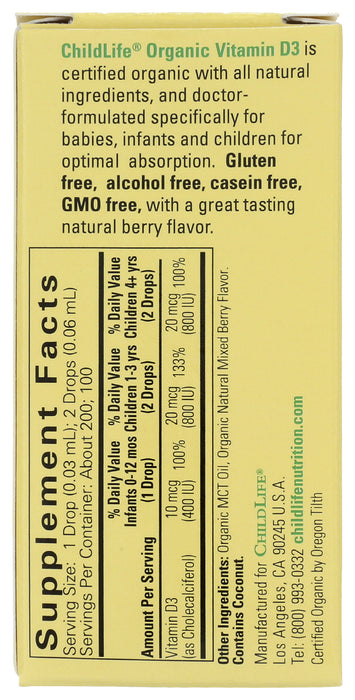 ChildLife® Organic Vitamin D3 is
certified organic with all natural
ingredients, and doctor-
formulated specifically for
babies, infants and children for
optimal absorption. Gluten
free, alcohol free, casein free,
GMO free, with a great tasting
natural berry flavor.
Supplement Facts
Serving Size: 1 Drop (0.03 mL); 2 Drops (0.06 mL)
Servings Per Container: About 200; 100
% Daily Value % Daily Value % Daily Value
Infants 0-12 mos Children 1-3 yrs Children 4+ yrs
Amount Per Serving (1 Drop) (2 Drops) (2 Drops)
Vitamin D3 10 mcg 100% 20 mcg 133% 20 mcg 100%
(as Cholecalciferol) (400 IU) (800 IU) (800 IU)
Other Ingredients: Organic MCT Oil, Organic Natural Mixed Berry Flavor.
Contains Coconut.
Manufactured for CHILDLIFE®
Los Angeles, CA 90245 U.S.A.
Tel: (800) 993-0332 childlifenutrition.com
Certified Organic by Oregon Tilth